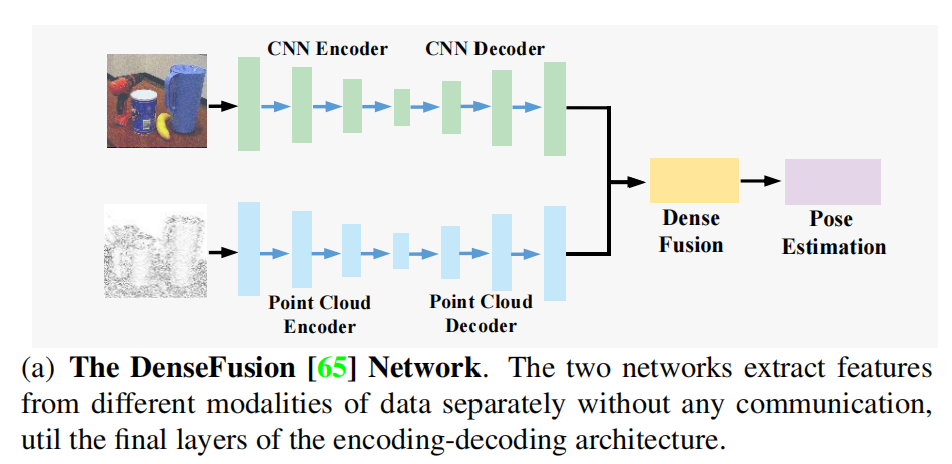 CNN Encoder
CNN Decoder
Dense
Fusion
Pose
Estimation
Point Cloud
Encoder
Point Cloud
Decoder
(a) The DenseFusion [65] Network. The two networks extract features
from different modalities of data separately without any communication,
util the final layers of the encoding-decoding architecture.